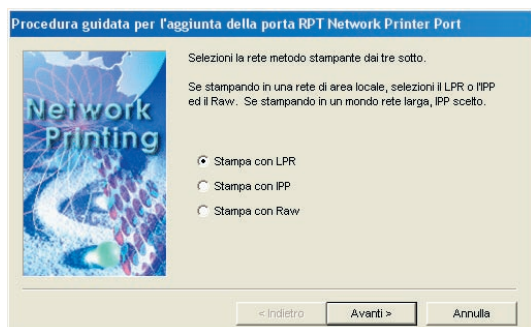 Procedura guidata per l'aggiunta della porta RPT Network Printer Port
Network
Printing
Selezioni la rete metodo stampante dai tre sotto.
Se stampando in una rete di area locale, selezioni il LPR o l'IPP
ed il Raw. Se stampando in un mondo rete larga, IPP scelto.
Stampa con LPR
Stampa con IPP
Stampa con Raw
< Indietro
Avanti >
Annulla